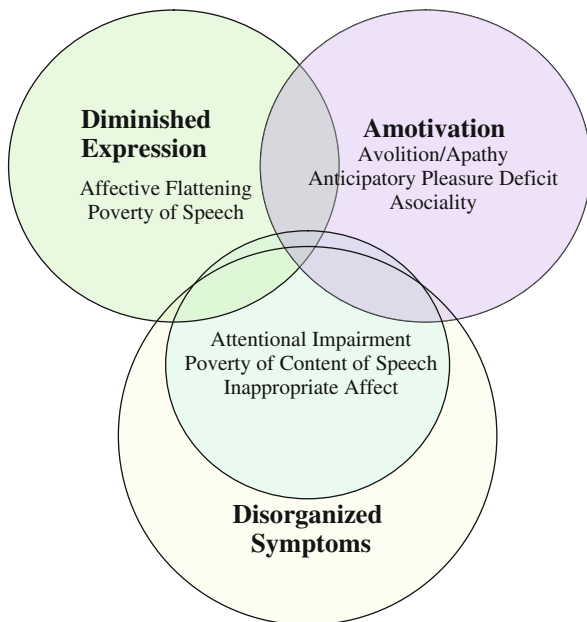 Diminished
Expression
Affective Flattening
Poverty of Speech
Amotivation
Avolition/Apathy
Anticipatory Pleasure Deficit
Asociality
Attentional Impairment
Poverty of Content of Speech
Inappropriate Affect
Disorganized
Symptoms